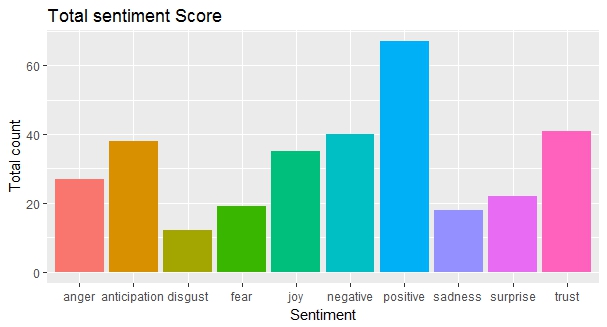 Total sentiment Score
Total count
60
40
20
0
anger anticipation disgust fear joy negative positive sadness surprise trust
Sentiment